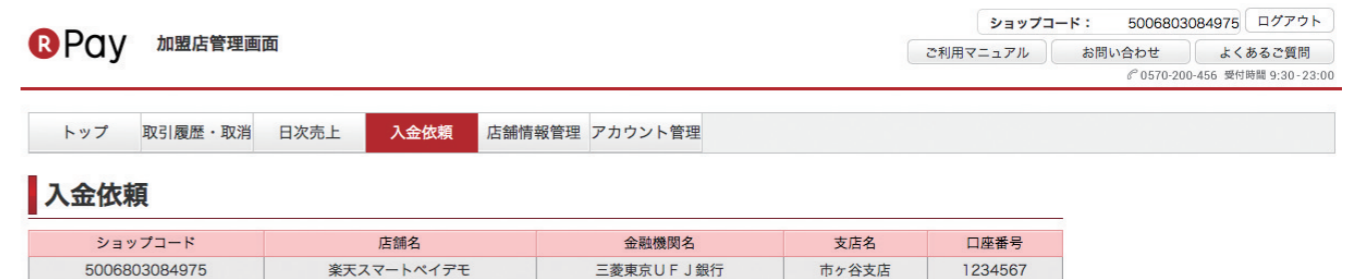 ショップコード： 5006803084975 ログアウト
R Pay 加盟店管理画面
ご利用マニュアル お問い合わせ よくあるご質問
0570-200-456 受付時間 9:30-23:00
トップ 取引履歴・取消 日次売上 入金依頼 店舗情報管理 アカウント管理
入金依頼
ショップコード 店舗名 金融機関名 支店名 口座番号
5006803084975 楽天スマートペイデモ 三菱東京ＵＦＪ銀行 市ヶ谷支店 1234567